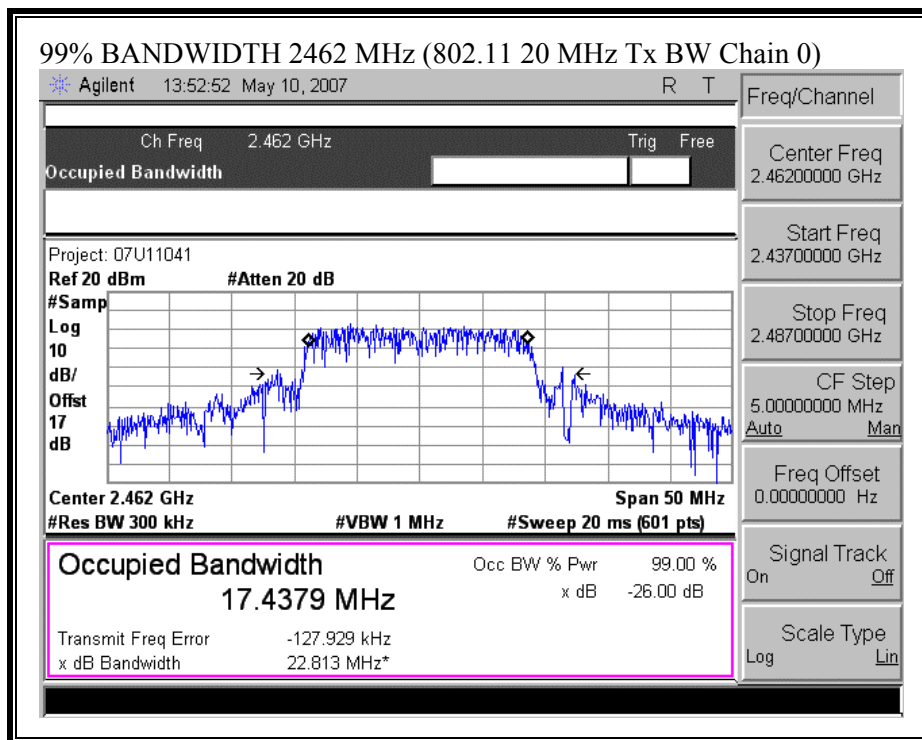 99% BANDWIDTH 2462 MHz (802.11 20 MHz Tx BW Chain 0)
Agilent 13:52:52 May 10, 2007 R T
Ch Freq 2.462 GHz Trig Free
Occupied Bandwidth
Project: 07U11041
Ref 20 dBm #Atten 20 dB
#Samp
Log
10
dB/
Offst
17
dB
Center 2.462 GHz Span 50 MHz
#Res BW 300 kHz #VBW 1 MHz #Sweep 20 ms (601 pts)
Occupied Bandwidth Occ BW % Pwr 99.00 %
17.4379 MHz x dB -26.00 dB
Transmit Freq Error -127.929 kHz
x dB Bandwidth 22.813 MHz*
Freq/Channel
Center Freq
2.46200000 GHz
Start Freq
2.43700000 GHz
Stop Freq
2.48700000 GHz
CF Step
5.00000000 MHz
Auto Man
Freq Offset
0.00000000 Hz
Signal Track
On Off
Scale Type
Log Lin